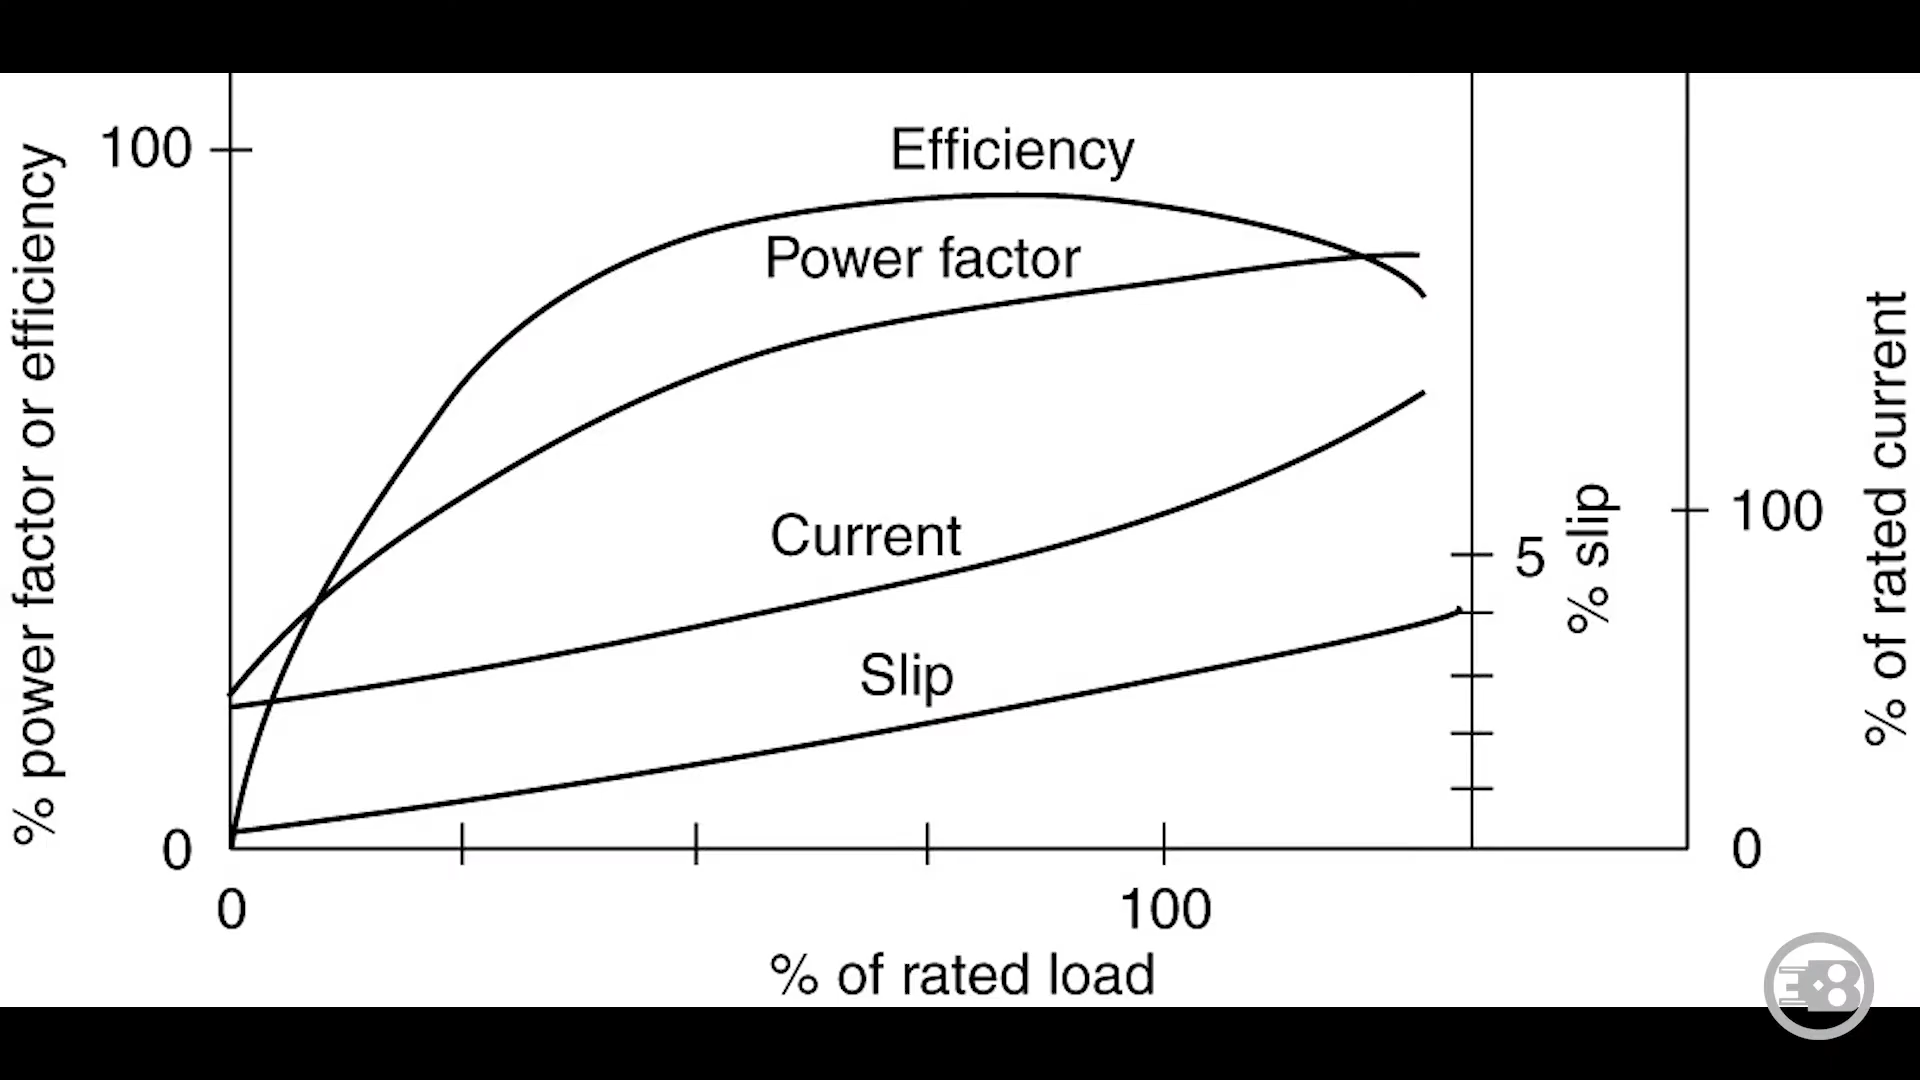 % power factor or efficiency
100
0
Efficiency
Power factor
Current
Slip
5
% slip
100
0
% of rated current
0
100
% of rated load